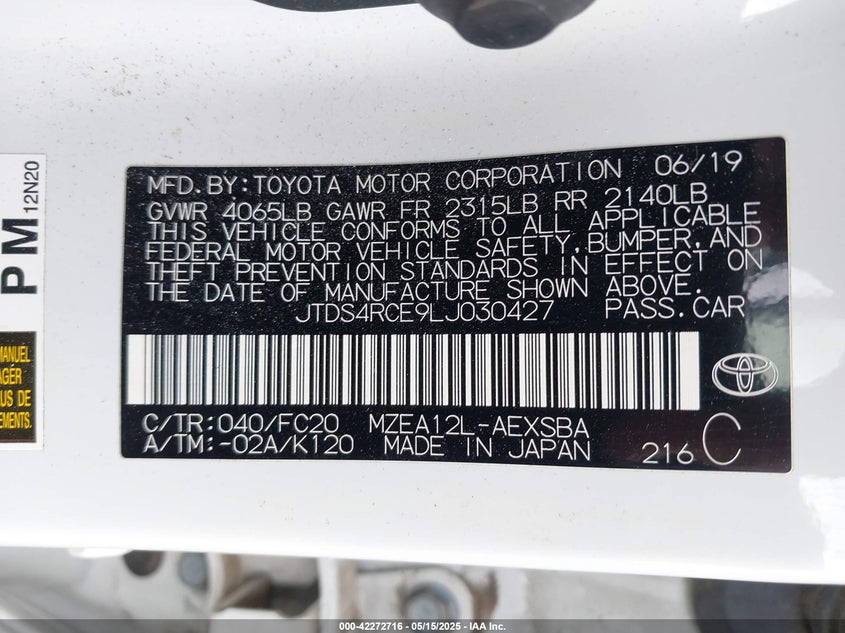 MFD. BY: TOYOTA MOTOR CORPORATION 06/19
GVWR 4065LB GAWR FR 2315LB RR 2140LB
THIS VEHICLE CONFORMS TO ALL APPLICABLE
FEDERAL MOTOR VEHICLE SAFETY, BUMPER, AND
THEFT PREVENTION STANDARDS IN EFFECT ON
THE DATE OF MANUFACTURE SHOWN ABOVE.
JTDS4RCE9LJ030427 PASS. CAR
C/TR: 040/FC20 MZEA12L-AEXSBA
A/TM: -02A/K120 MADE IN JAPAN 216 C
PM 12N20
MANUEL
AGÉR
US DE
EMENTS.
000-42272716 - 05/15/2025 - © IAA Inc.